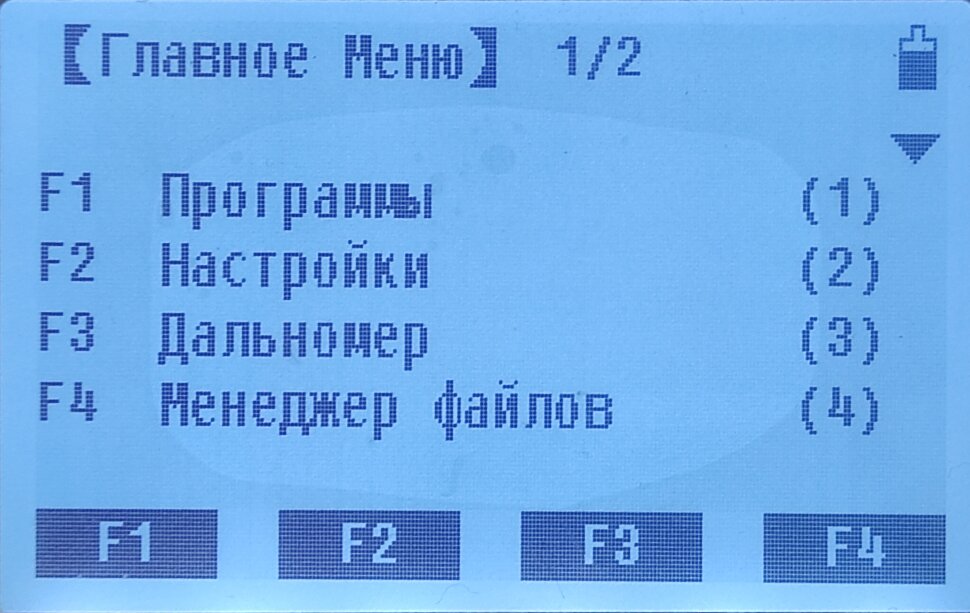 【Главное Меню】 1/2
F1 Программы (1)
F2 Настройки (2)
F3 Дальномер (3)
F4 Менеджер файлов (4)
F1 F2 F3 F4